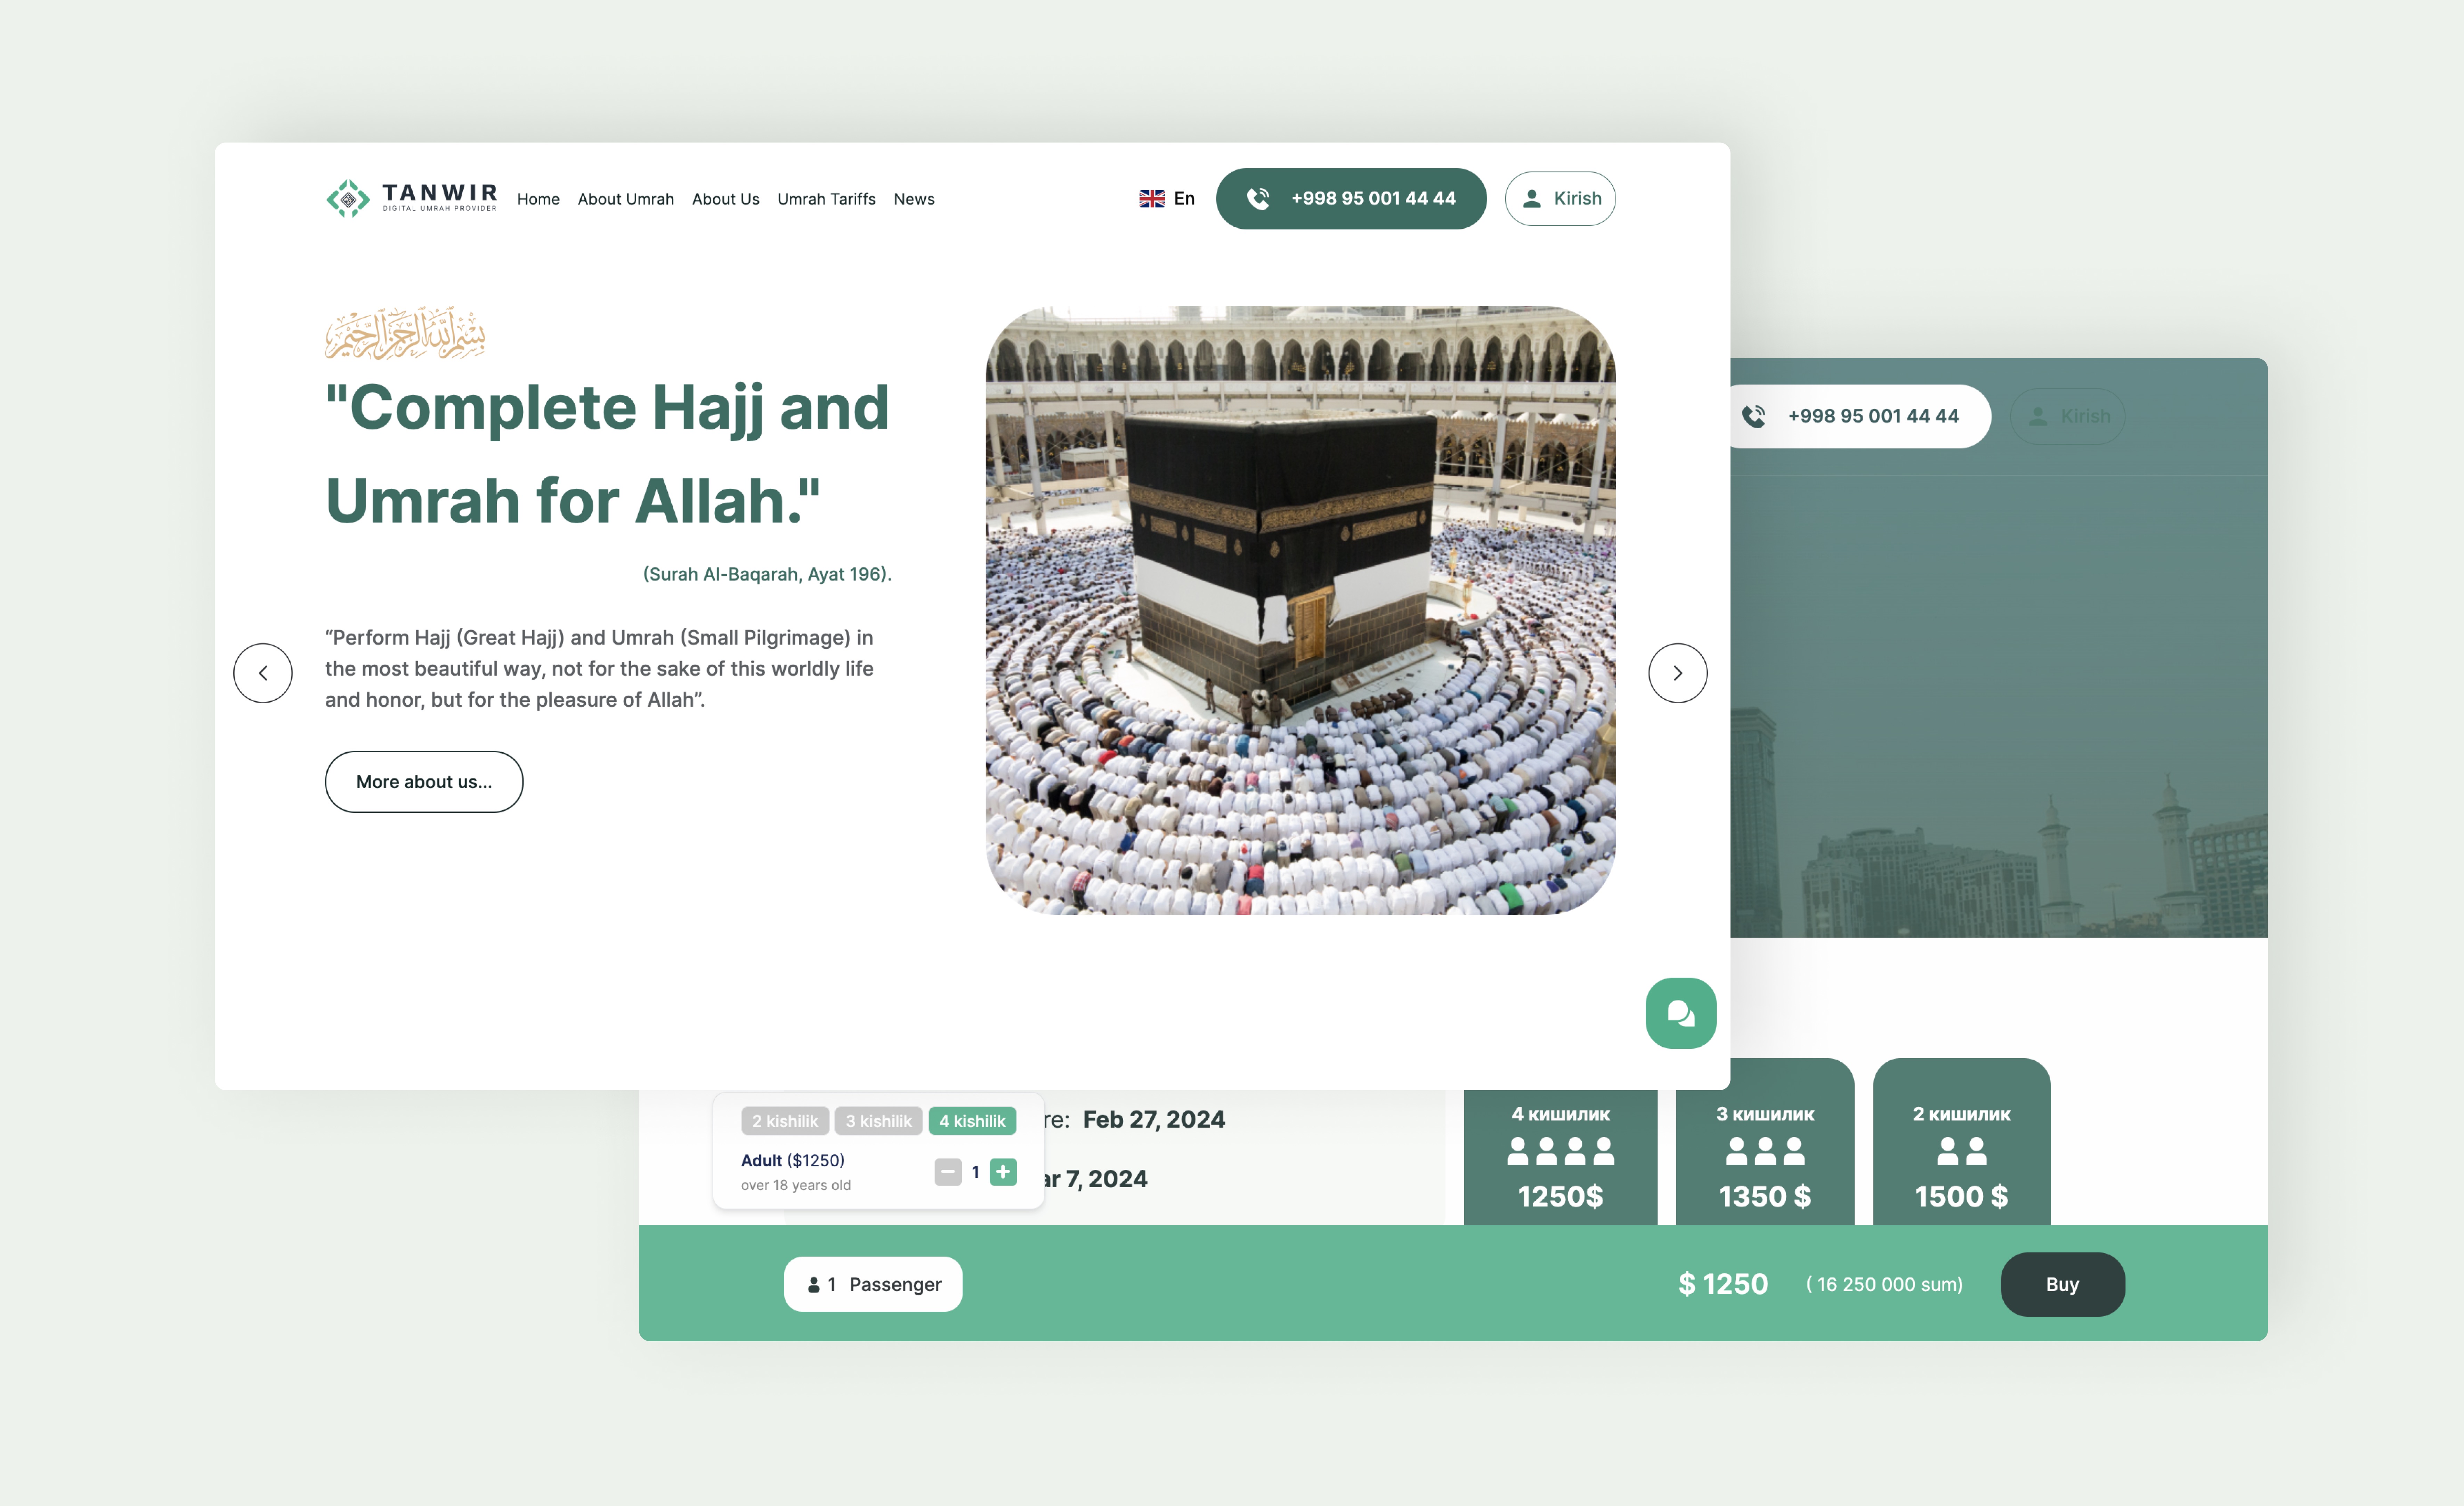 TANWIR
DIGITAL UMRAH PROVIDER
Home
About Umrah
About Us
Umrah Tariffs
News
En
+998 95 001 44 44
Kirish
بسم الله الرحمن الرحيم
"Complete Hajj and
Umrah for Allah."
(Surah Al-Baqarah, Ayat 196).
“Perform Hajj (Great Hajj) and Umrah (Small Pilgrimage) in
the most beautiful way, not for the sake of this worldly life
and honor, but for the pleasure of Allah”.
More about us...
+998 95 001 44 44
Kirish
2 kishilik
3 kishilik
4 kishilik
Adult ($1250)
over 18 years old
1
re: Feb 27, 2024
ar 7, 2024
4 кишилик
1250$
3 кишилик
1350 $
2 кишилик
1500 $
1 Passenger
$ 1250
( 16 250 000 sum)
Buy